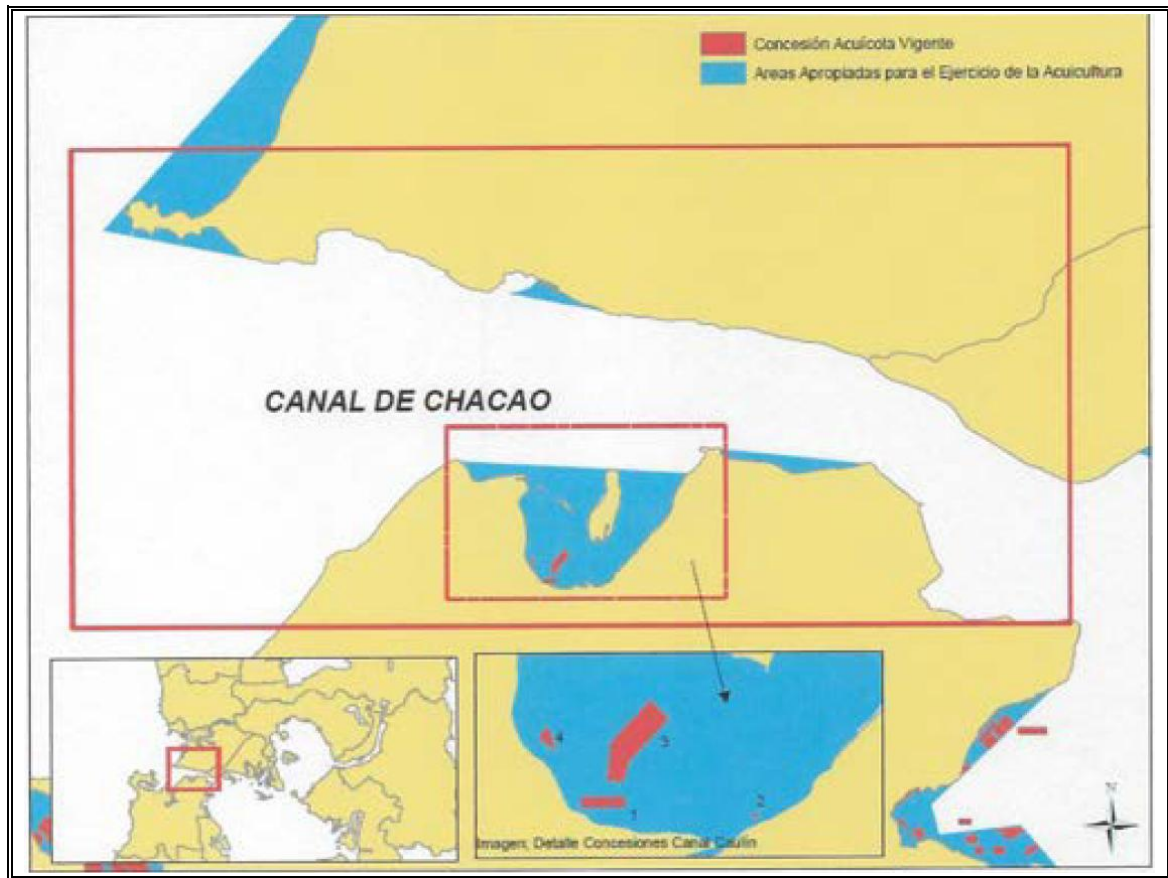 Concesión Acuícola Vigente
Areas Apropiadas para el Ejercicio de la Acuicultura
CANAL DE CHACAO
4
3
1
2
Imagen, Detalle Concesiones Canal Caulín
N